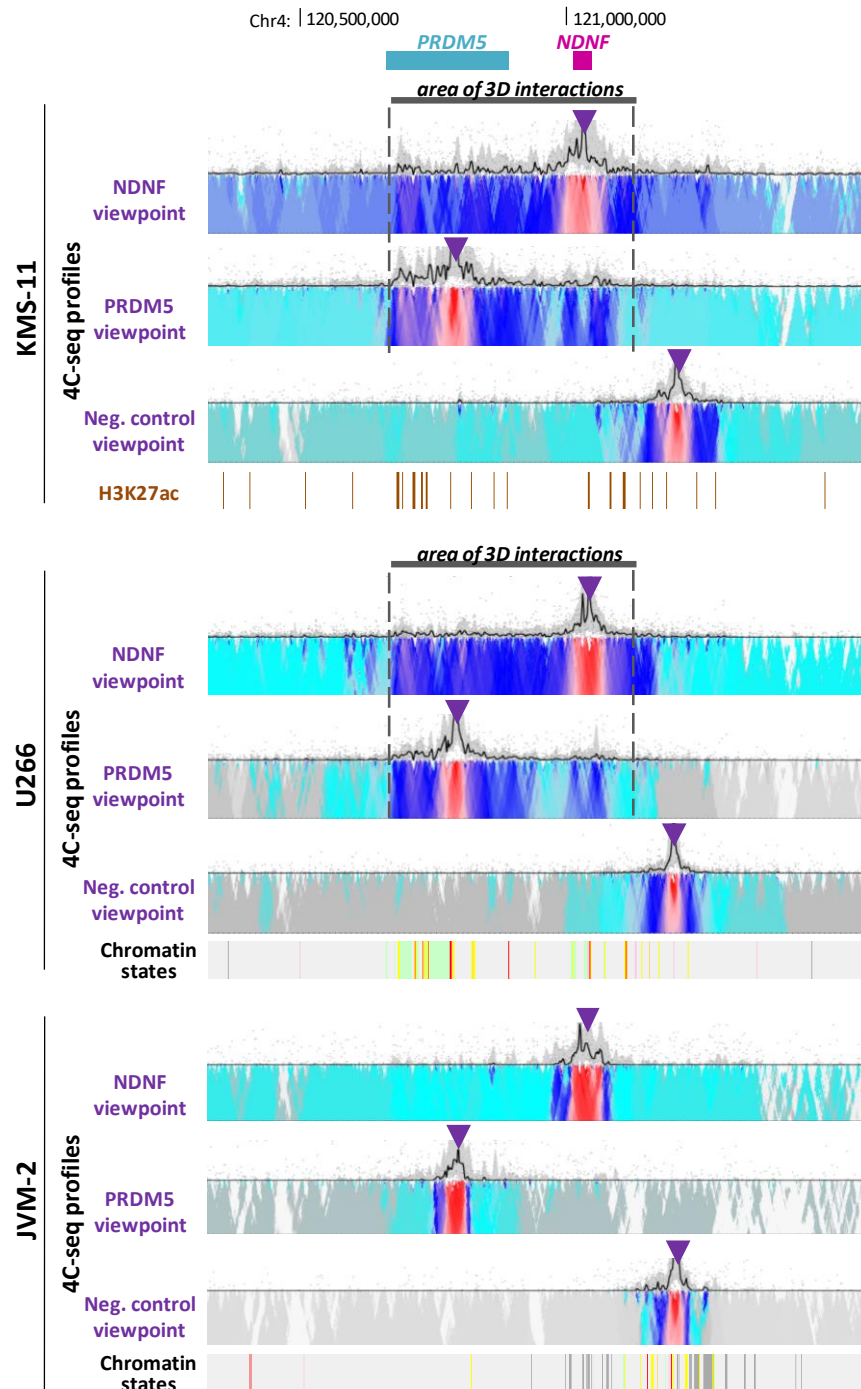 Chr4: 120,500,000 121,000,000
PRDM5 NDNF
area of 3D interactions
KMS-11
4C-seq profiles
NDNF
viewpoint
PRDM5
viewpoint
Neg. control
viewpoint
H3K27ac
area of 3D interactions
U266
4C-seq profiles
NDNF
viewpoint
PRDM5
viewpoint
Neg. control
viewpoint
Chromatin
states
JVM-2
4C-seq profiles
NDNF
viewpoint
PRDM5
viewpoint
Neg. control
viewpoint
Chromatin
states